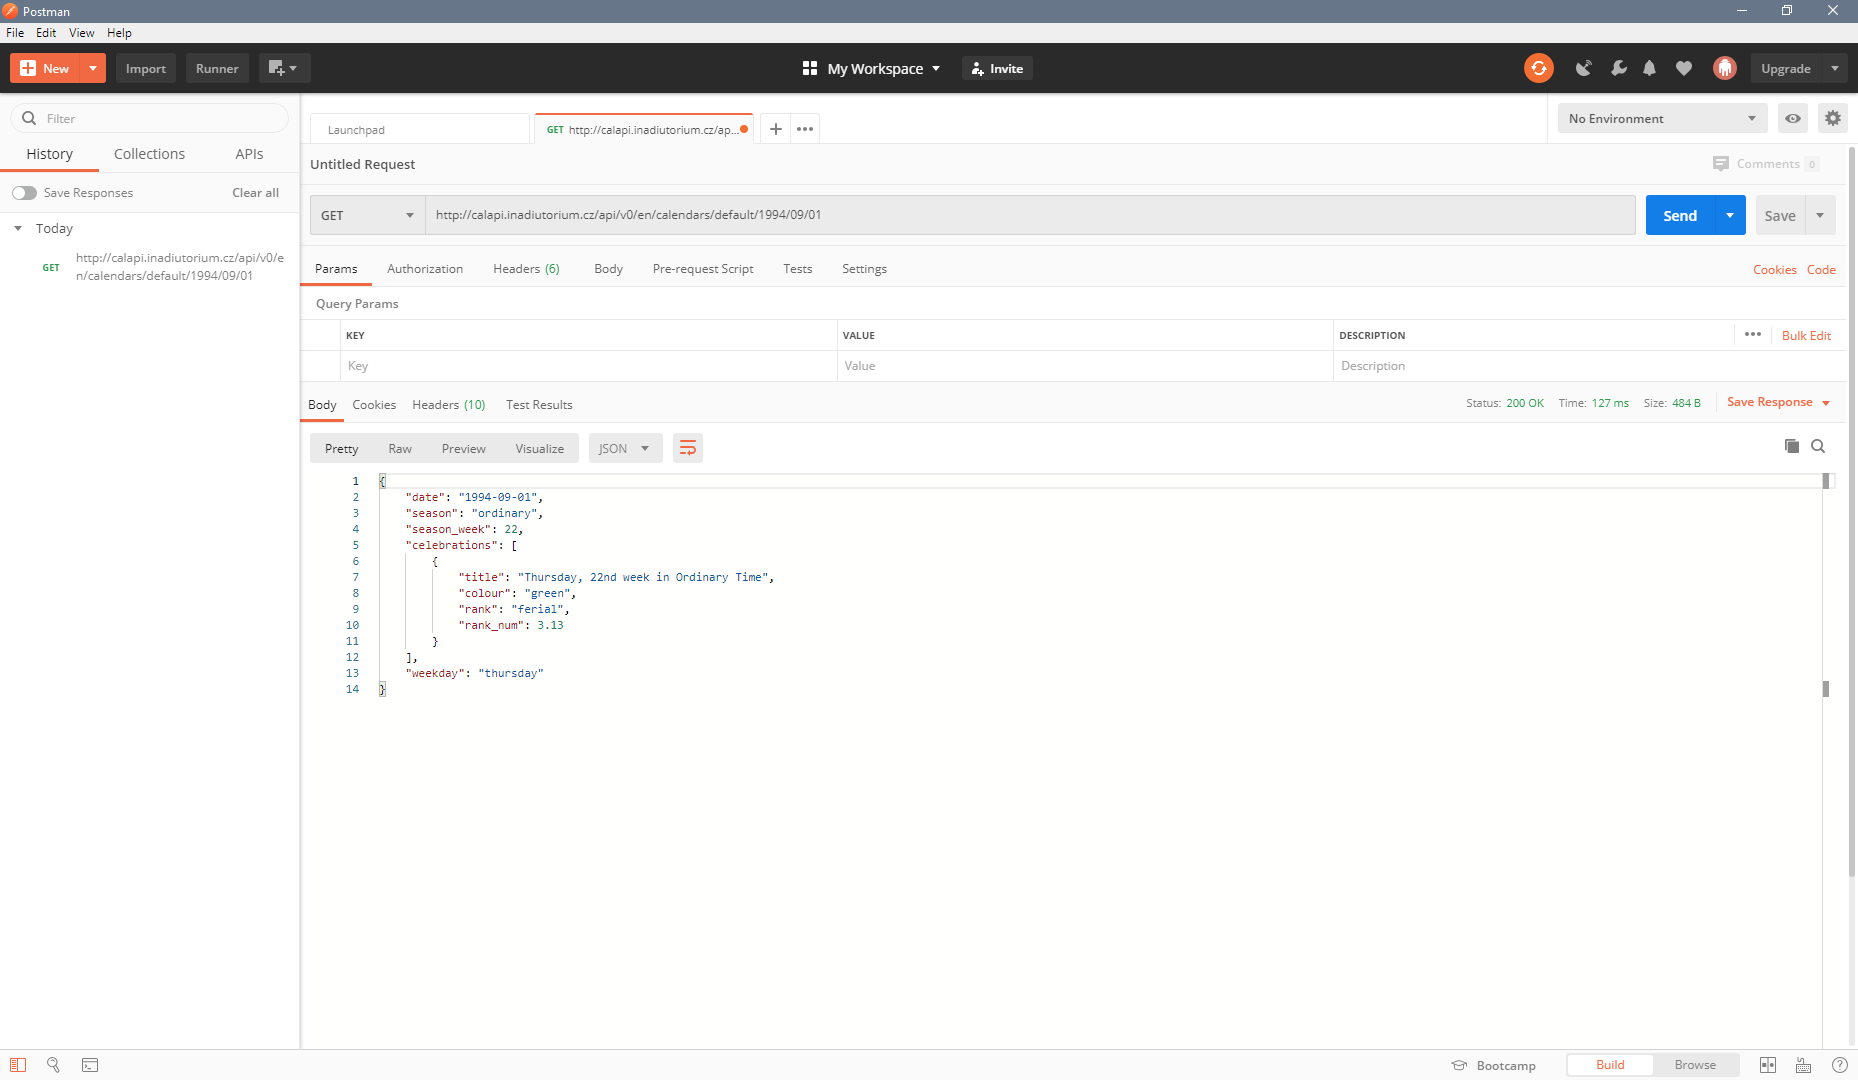 Postman
File Edit View Help
New Import Runner My Workspace Invite Upgrade
Filter
History Collections APIs
Save Responses Clear all
Today
GET http://calapi.inadiutorium.cz/api/v0/e
n/calendars/default/1994/09/01
Launchpad GET http://calapi.inadiutorium.cz/ap... No Environment
Untitled Request Comments 0
GET http://calapi.inadiutorium.cz/api/v0/en/calendars/default/1994/09/01 Send Save
Params Authorization Headers (6) Body Pre-request Script Tests Settings Cookies Code
Query Params
KEY VALUE DESCRIPTION Bulk Edit
Key Value Description
Body Cookies Headers (10) Test Results Status: 200 OK Time: 127 ms Size: 484 B Save Response
Pretty Raw Preview Visualize JSON
1 {
2 "date": "1994-09-01",
3 "season": "ordinary",
4 "season_week": 22,
5 "celebrations": [
6 {
7 "title": "Thursday, 22nd week in Ordinary Time",
8 "colour": "green",
9 "rank": "ferial",
10 "rank_num": 3.13
11 }
12 ],
13 "weekday": "thursday"
14 }
Bootcamp Build Browse